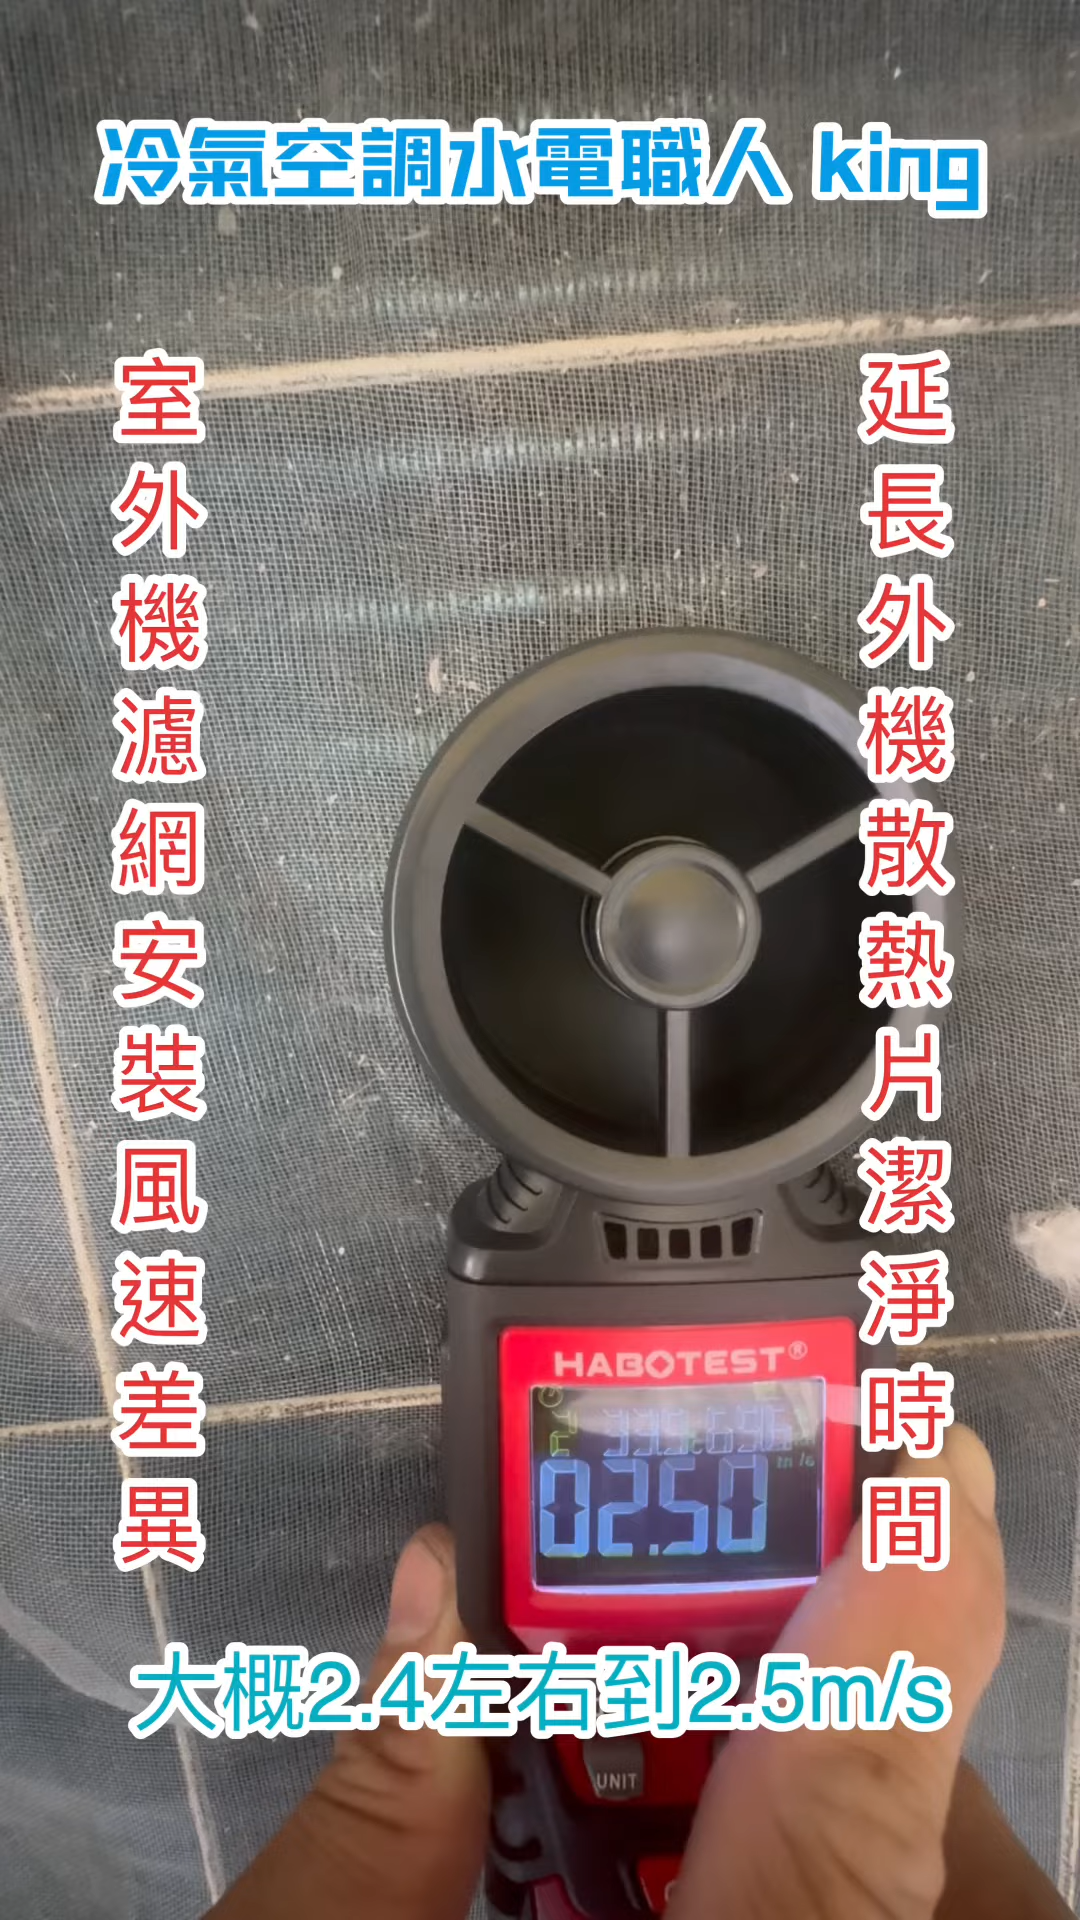 冷氣空調水電職人 king
室外機濾網安裝風速差異
延長外機散熱片潔淨時間
HABOTEST®
02.50
大概2.4左右到2.5m/s
UNIT